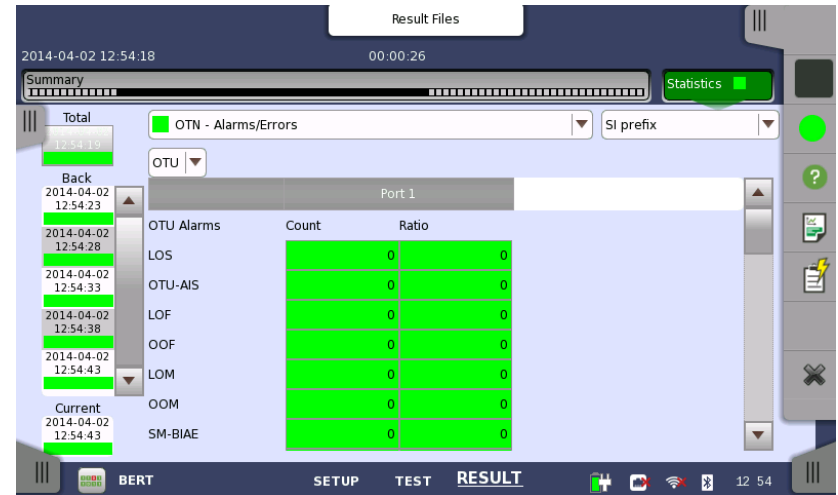 Result Files
2014-04-02 12:54:18 00:00:26
Summary
Statistics
Total
OTN - Alarms/Errors
SI prefix
12:54:19
OTU
Back
Port 1
2014-04-02
12:54:23
OTU Alarms Count Ratio
2014-04-02
12:54:28
LOS 0 0
2014-04-02
12:54:33
OTU-AIS 0 0
2014-04-02
12:54:38
LOF 0 0
OOF 0 0
2014-04-02
12:54:43
LOM 0 0
Current
OOM 0 0
2014-04-02
12:54:43
SM-BIAE 0 0
BERT SETUP TEST RESULT 12 54